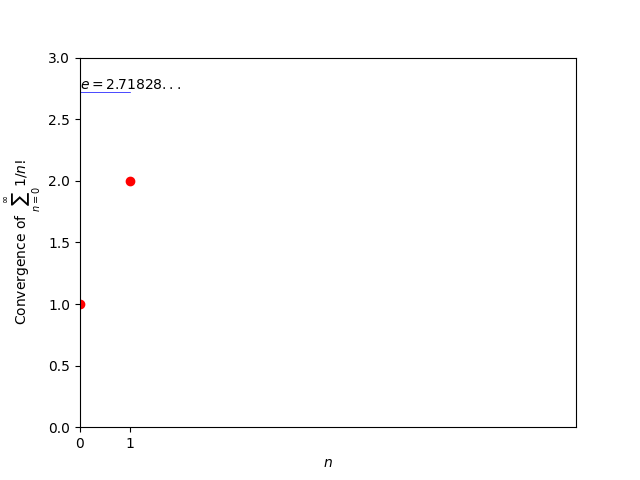 3.0
e = 2.71828...
2.5
2.0
1.5
1.0
0.5
0.0
0 1
n
Convergence of ∑_{n=0}^{∞} 1/n!